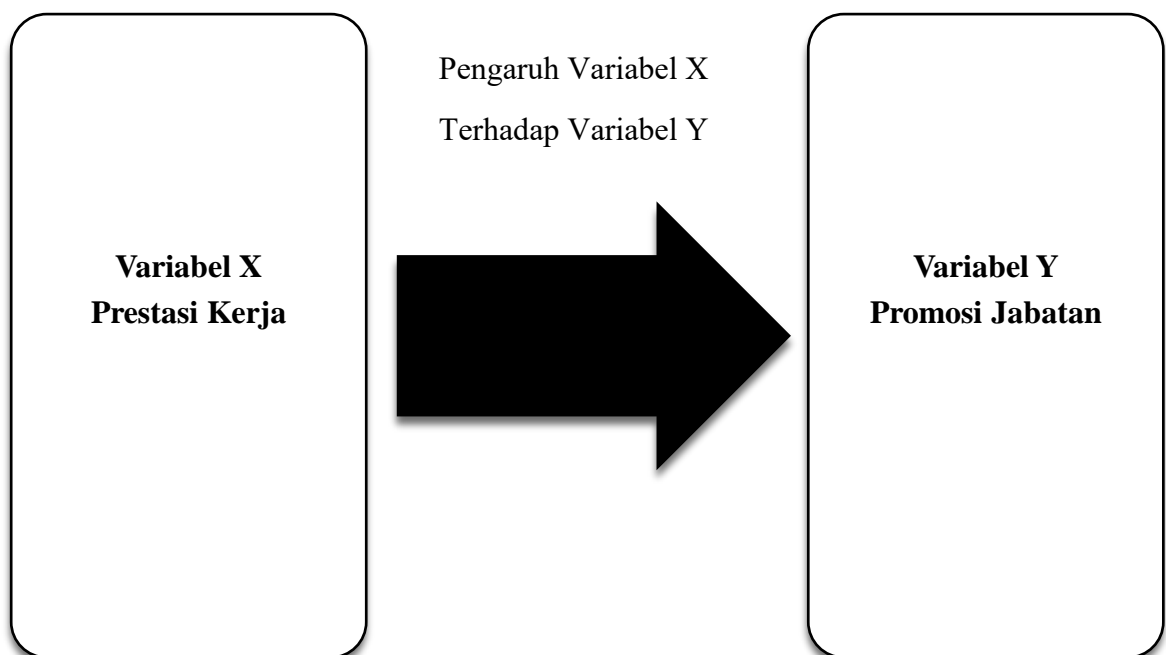 Pengaruh Variabel X
Terhadap Variabel Y
Variabel X
Prestasi Kerja
Variabel Y
Promosi Jabatan